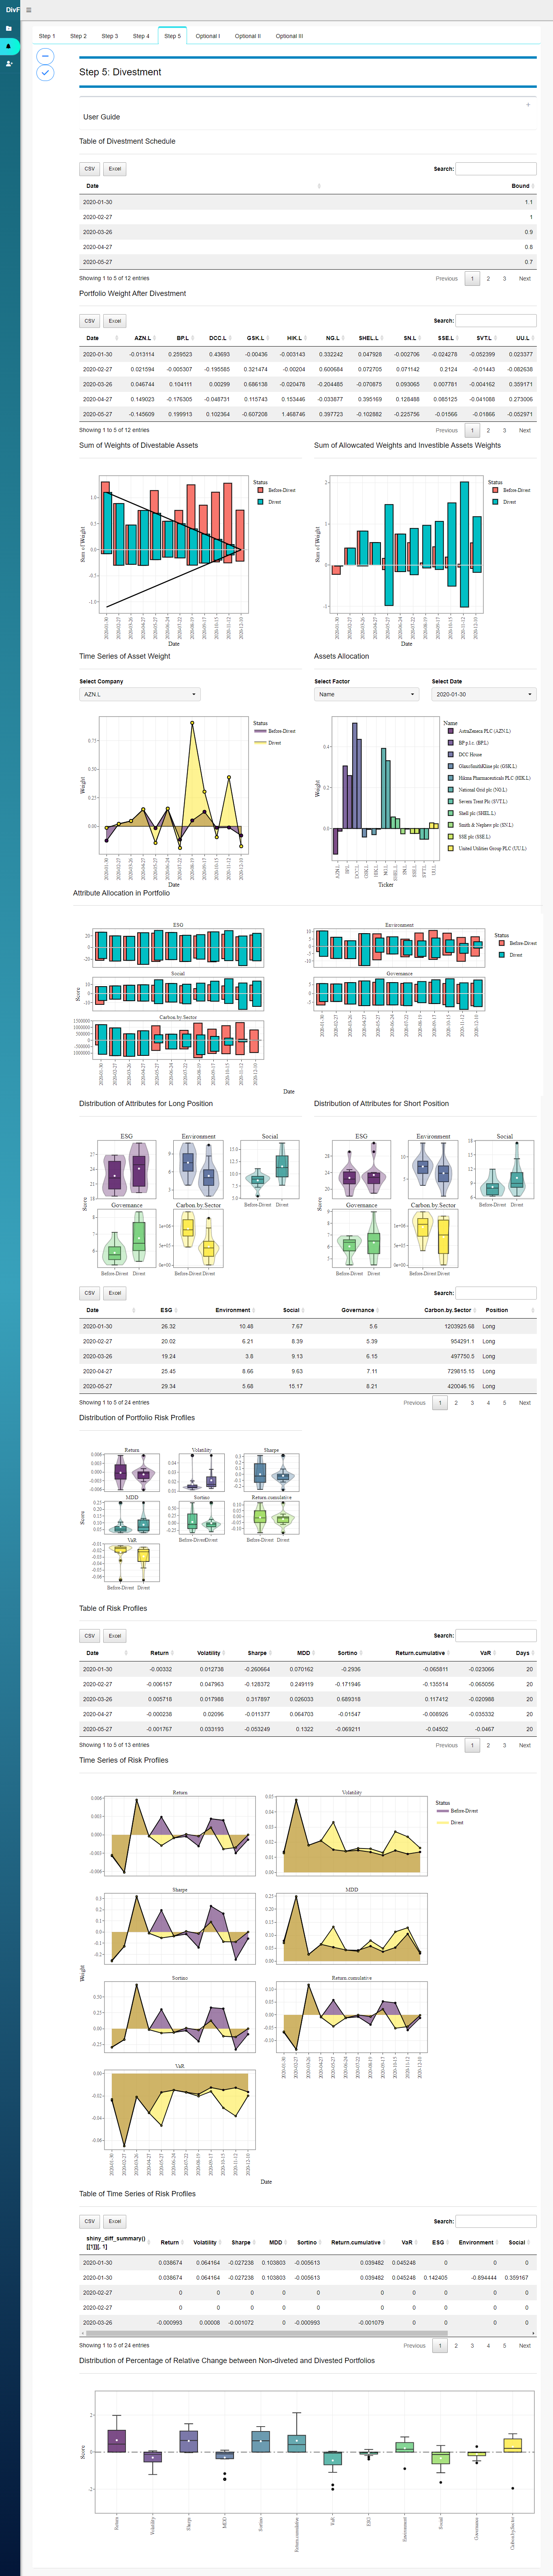 DivF
Step 1 Step 2 Step 3 Step 4 Step 5 Optional I Optional II Optional III
Step 5: Divestment
User Guide
Table of Divestment Schedule
CSV Excel Search:
Date Bound
2020-01-30 1.1
2020-02-27 1
2020-03-26 0.9
2020-04-27 0.8
2020-05-27 0.7
Showing 1 to 5 of 12 entries Previous 1 2 3 Next
Portfolio Weight After Divestment
CSV Excel Search:
Date AZN.L BP.L DCC.L GSK.L HIK.L NG.L SHEL.L SN.L SSE.L SVT.L UU.L
2020-01-30 -0.013114 0.259523 0.43693 -0.00436 -0.003143 0.332242 0.047928 -0.002706 -0.024278 -0.052399 0.023377
2020-02-27 0.021594 -0.005307 -0.195585 0.321474 -0.00204 0.600684 0.072705 0.071142 0.2124 -0.01443 -0.082638
2020-03-26 0.046744 0.104111 0.00299 0.686138 -0.020478 -0.204485 -0.070875 0.093065 0.007781 -0.004162 0.359171
2020-04-27 0.149023 -0.176305 -0.048731 0.115743 0.153446 -0.033877 0.395169 0.128488 0.085125 -0.041088 0.273006
2020-05-27 -0.145609 0.199913 0.102364 -0.607208 1.468746 0.397723 -0.102882 -0.225756 -0.01566 -0.01866 -0.052971
Showing 1 to 5 of 12 entries Previous 1 2 3 Next
Sum of Weights of Divestable Assets
Sum of Allowcated Weights and Investible Assets Weights
Status
Before-Divest
Divest
Sum of Weight
Date
Status
Before-Divest
Divest
Sum of Weight
Date
Time Series of Asset Weight
Assets Allocation
Select Company Select Factor Select Date
AZN.L Name 2020-01-30
Status
Before-Divest
Divest
Weight
Date
Name
AstraZeneca PLC (AZN.L)
BP p.l.c. (BP.L)
DCC House
GlaxoSmithKline plc (GSK.L)
Hikma Pharmaceuticals PLC (HIK.L)
National Grid plc (NG.L)
Severn Trent Plc (SVT.L)
Shell plc (SHEL.L)
Smith & Nephew plc (SN.L)
SSE plc (SSE.L)
United Utilities Group PLC (UU.L)
Weight
Ticker
Attribute Allocation in Portfolio
ESG Environment
Status
Before-Divest
Divest
Social Governance
Carbon.by.Sector
Score
Date
Distribution of Attributes for Long Position
Distribution of Attributes for Short Position
ESG Environment Social
Governance Carbon.by.Sector
Before-Divest Divest
Score
ESG Environment Social
Governance Carbon.by.Sector
Before-Divest Divest
Score
CSV Excel Search:
Date ESG Environment Social Governance Carbon.by.Sector Position
2020-01-30 26.32 10.48 7.67 5.6 1203925.68 Long
2020-02-27 20.02 6.21 8.39 5.39 954291.1 Long
2020-03-26 19.24 3.8 9.13 6.15 497750.5 Long
2020-04-27 25.45 8.66 9.63 7.11 729815.15 Long
2020-05-27 29.34 5.68 15.17 8.21 420046.16 Long
Showing 1 to 5 of 24 entries Previous 1 2 3 4 5 Next
Distribution of Portfolio Risk Profiles
Return Volatility Sharpe
MDD Sortino Return.cumulative
VaR
Score
Before-Divest Divest
Table of Risk Profiles
CSV Excel Search:
Date Return Volatility Sharpe MDD Sortino Return.cumulative VaR Days
2020-01-30 -0.00332 0.012738 -0.260664 0.070162 -0.2936 -0.065811 -0.023066 20
2020-02-27 -0.006157 0.047963 -0.128372 0.249119 -0.171946 -0.135514 -0.065056 20
2020-03-26 0.005718 0.017988 0.317897 0.026033 0.689318 0.117412 -0.020988 20
2020-04-27 -0.000238 0.02096 -0.011377 0.064703 -0.01547 -0.008926 -0.035332 20
2020-05-27 -0.001767 0.033193 -0.053249 0.1322 -0.069211 -0.04502 -0.0467 20
Showing 1 to 5 of 13 entries Previous 1 2 3 Next
Time Series of Risk Profiles
Return Volatility
Status
Before-Divest
Divest
Sharpe MDD
Weight
Sortino Return.cumulative
VaR
Date
Table of Time Series of Risk Profiles
CSV Excel Search:
shiny_diff_summary()
[[1]][[, 1] Return Volatility Sharpe MDD Sortino Return.cumulative VaR ESG Environment Social
2020-01-30 0.038674 0.064164 -0.027238 0.103803 -0.005613 0.039482 0.045248 0 0 0
2020-01-30 0.038674 0.064164 -0.027238 0.103803 -0.005613 0.039482 0.045248 0.142405 -0.894444 0.359167
2020-02-27 0 0 0 0 0 0 0 0 0 0
2020-02-27 0 0 0 0 0 0 0 0 0 0
2020-03-26 -0.000993 0.00008 -0.001072 0 -0.000993 -0.001079 0 0 0 0
Showing 1 to 5 of 24 entries Previous 1 2 3 4 5 Next
Distribution of Percentage of Relative Change between Non-diveted and Divested Portfolios
Score
Return Volatility Sharpe MDD Sortino Return.cumulative VaR ESG Environment Social Governance Carbon.by.Sector